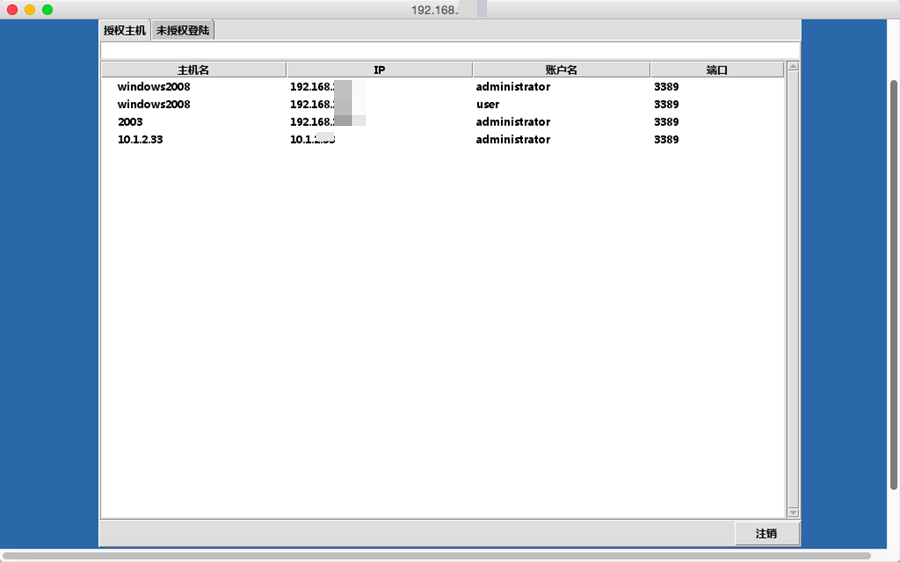 192.168.
授权主机 未授权登陆
主机名 IP 账户名 端口
windows2008 192.168. administrator 3389
windows2008 192.168. user 3389
2003 192.168. administrator 3389
10.1.2.33 10.1. administrator 3389
注销